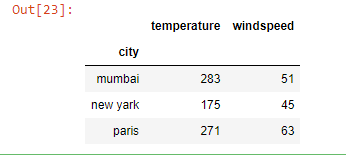 Out[23]:
temperature windspeed
city
mumbai 283 51
new yark 175 45
paris 271 63